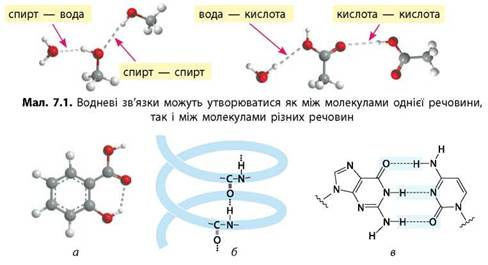 спирт — вода
спирт — спирт
вода — кислота
кислота — кислота
Мал. 7.1. Водневі зв’язки можуть утворюватися як між молекулами однієї речовини,
так і між молекулами різних речовин
H
C—N
O
H
C—N
O
O
H
H
N
N
N
N—H
N
N
N—H
H
O
N
N
а
б
в